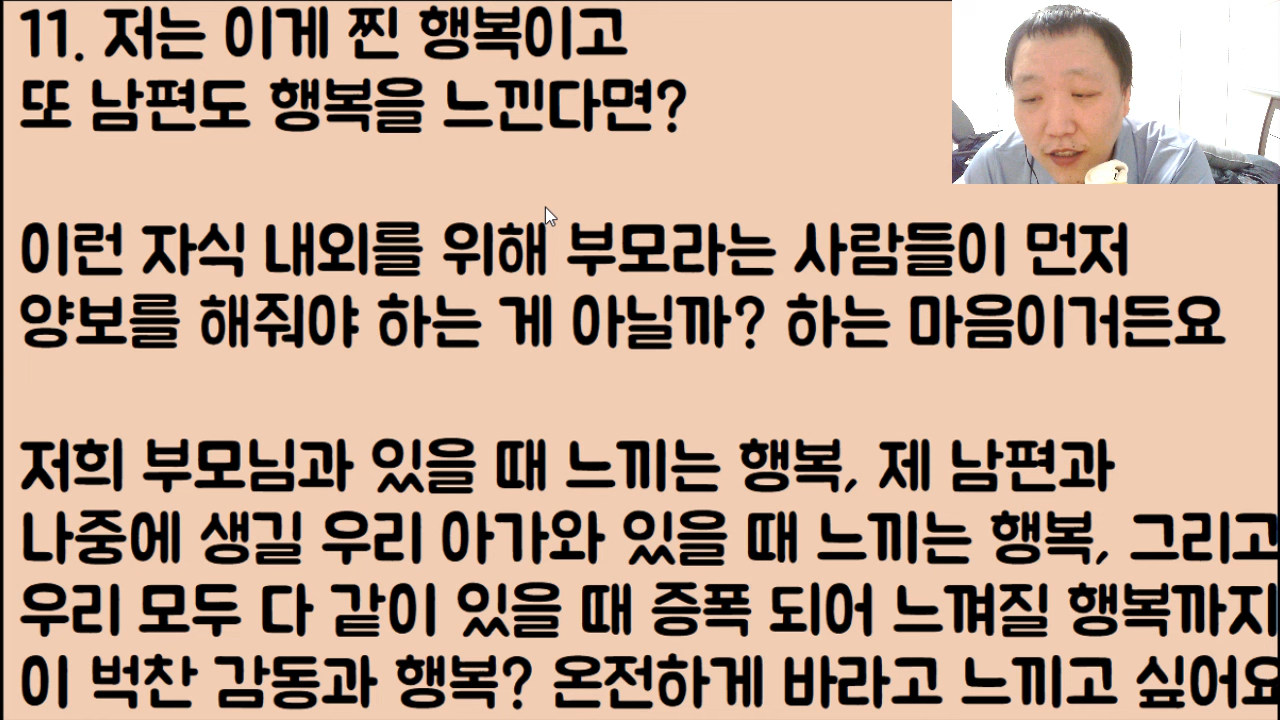 11. 저는 이게 찐 행복이고
또 남편도 행복을 느낀다면?
이런 자식 내외를 위해 부모라는 사람들이 먼저
양보를 해줘야 하는 게 아닐까? 하는 마음이거든요
저희 부모님과 있을 때 느끼는 행복, 제 남편과
나중에 생길 우리 아가와 있을 때 느끼는 행복, 그리고
우리 모두 다 같이 있을 때 증폭 되어 느껴질 행복까지
이 벅찬 감동과 행복? 온전하게 바라고 느끼고 싶어요